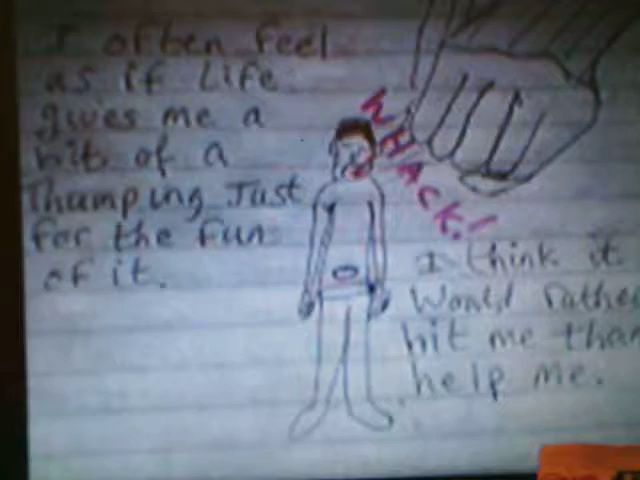 I often feel
as if Life
gives me a
hit of a
Thumping Just
for the fun
of it.
WHACK!
I think it
Would rather
hit me than
help me.